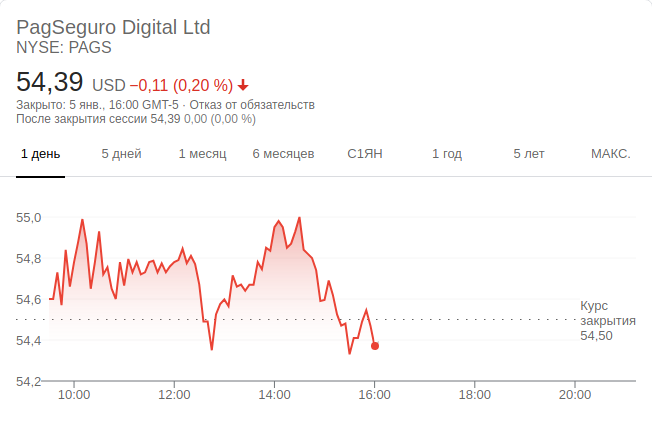 PagSeguro Digital Ltd
NYSE: PAGS
54,39 USD −0,11 (0,20 %)
Закрыто: 5 янв., 16:00 GMT-5 · Отказ от обязательств
После закрытия сессии 54,39 0,00 (0,00 %)
1 день 5 дней 1 месяц 6 месяцев С1ЯН 1 год 5 лет МАКС.
55,0
54,8
54,6
54,4
54,2
Курс
закрытия
54,50
10:00 12:00 14:00 16:00 18:00 20:00